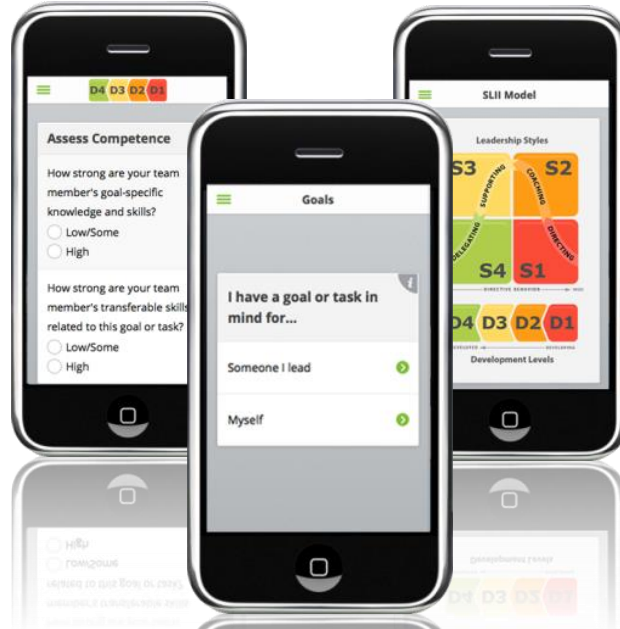 D4 D3 D2 D1
Assess Competence
How strong are your team
member's goal-specific
knowledge and skills?
Low/Some
High
How strong are your team
member's transferable skills
related to this goal or task?
Low/Some
High
Goals
i
I have a goal or task in
mind for...
Someone I lead
Myself
SLII Model
Leadership Styles
S3 S2
SUPPORTING COACHING
DELEGATING DIRECTING
S4 S1
DIRECTIVE BEHAVIOR
D4 D3 D2 D1
DEVELOPING
Development Levels